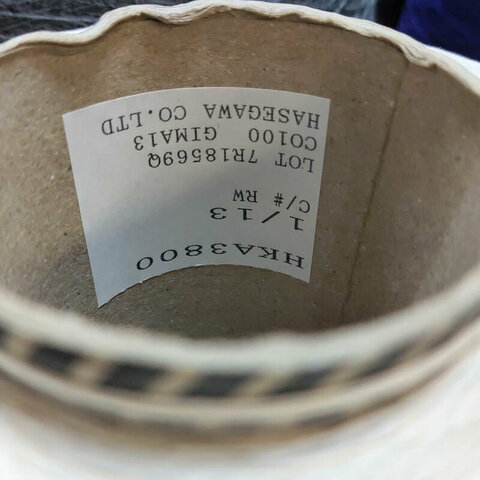 HKA3800
1/13
C/# RW
LOT 7R18569Q
CO100 GIMA13
HASEGAWA CO.LTD